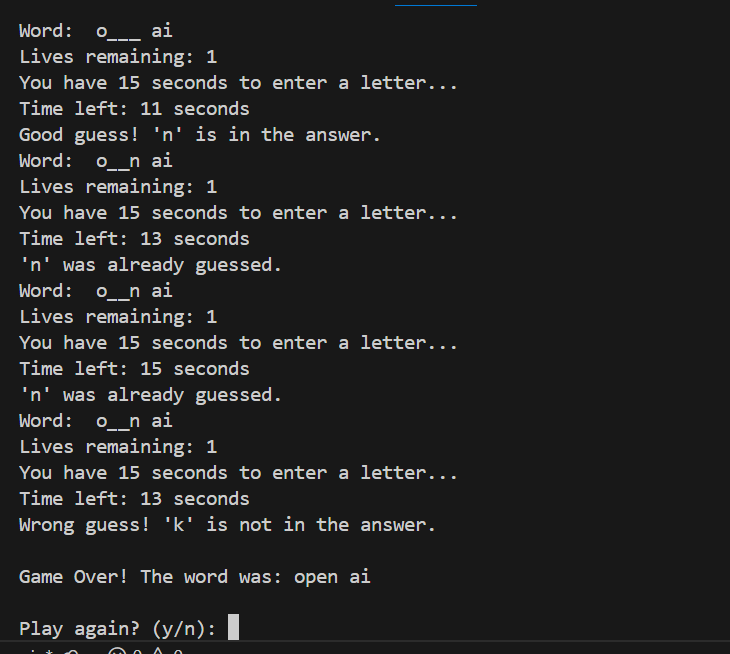 Word:  o___ ai
Lives remaining: 1
You have 15 seconds to enter a letter...
Time left: 11 seconds
Good guess! 'n' is in the answer.
Word:  o__n ai
Lives remaining: 1
You have 15 seconds to enter a letter...
Time left: 13 seconds
'n' was already guessed.
Word:  o__n ai
Lives remaining: 1
You have 15 seconds to enter a letter...
Time left: 15 seconds
'n' was already guessed.
Word:  o__n ai
Lives remaining: 1
You have 15 seconds to enter a letter...
Time left: 13 seconds
Wrong guess! 'k' is not in the answer.
Game Over! The word was: open ai
Play again? (y/n):